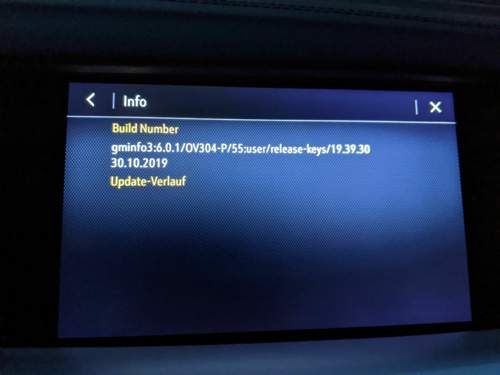 Info
Build Number
gminfo3:6.0.1/OV304-P/55:user/release-keys/19.39.30
30.10.2019
Update-Verlauf